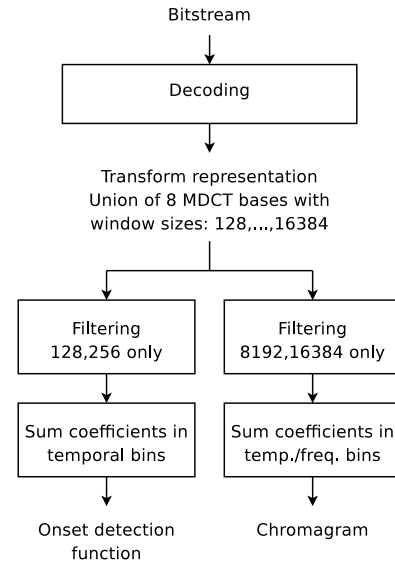 Bitstream
Decoding
Transform representation
Union of 8 MDCT bases with
window sizes: 128,...,16384
Filtering
128,256 only
Filtering
8192,16384 only
Sum coefficients in
temporal bins
Sum coefficients in
temp./freq. bins
Onset detection
function
Chromagram